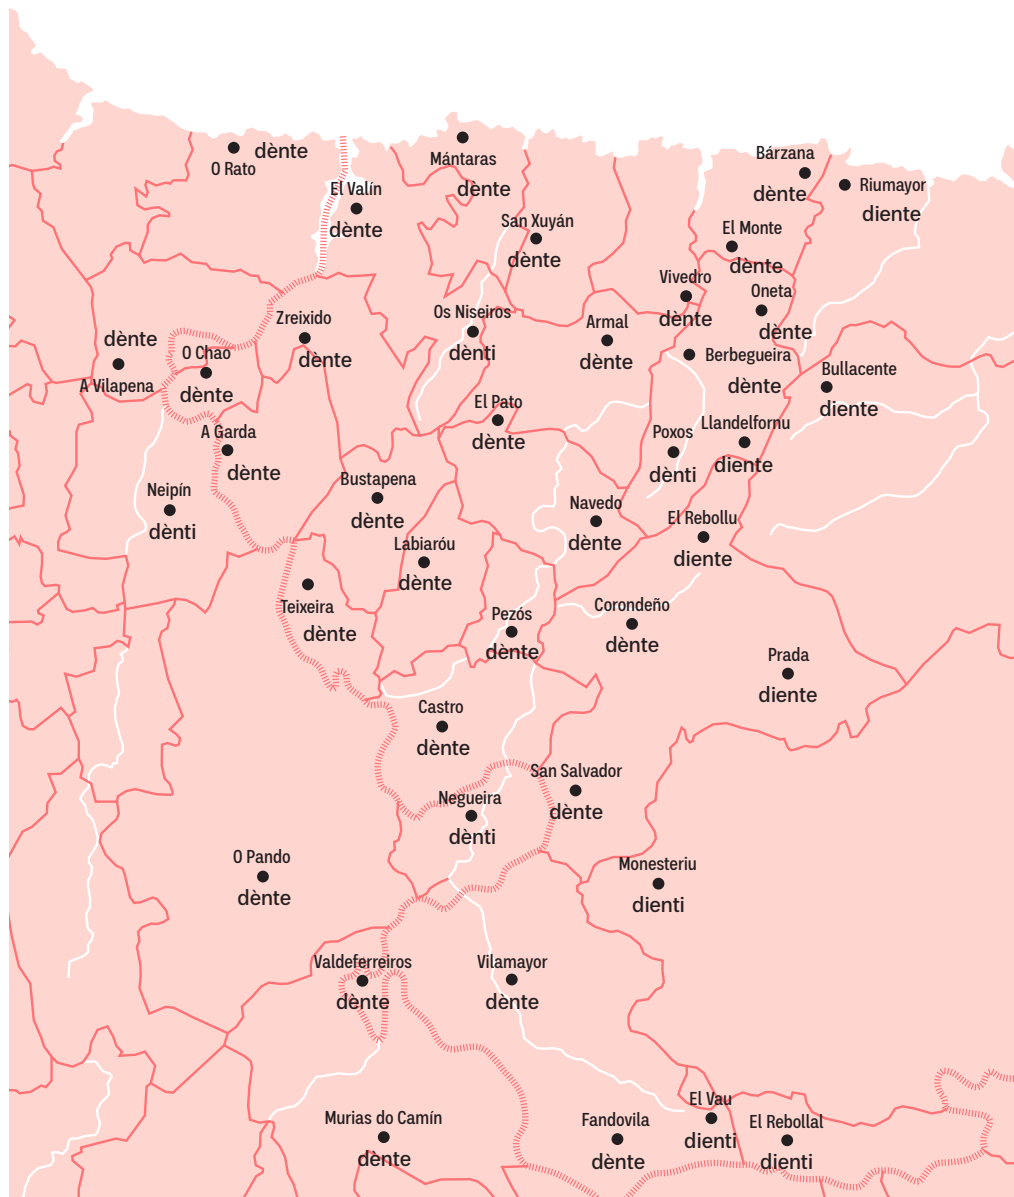 O Rato
dènte
Mántaras
dènte
Bárzana
dènte
Riumayor
diente
El Valín
dènte
San Xuyán
dènte
El Monte
dènte
Vivedro
dènte
Oneta
dènte
Zreixido
dènte
Os Niseiros
dènti
Armal
dènte
dènte
A Vilapena
O Chao
dènte
Berbegueira
dènte
Bullacente
diente
El Pato
dènte
A Garda
dènte
Poxos
dènti
Llandelfornu
diente
Bustapena
dènte
Neipín
dènti
Navedo
dènte
El Rebollu
diente
Labiaróu
dènte
Teixeira
dènte
Pezós
dènte
Corondeño
dènte
Prada
diente
Castro
dènte
San Salvador
dènte
Negueira
dènti
O Pando
dènte
Monesteriu
dienti
Valdeferreiros
dènte
Vilamayor
dènte
Murias do Camín
dènte
Fandovila
dènte
El Vau
dienti
El Rebollal
dienti